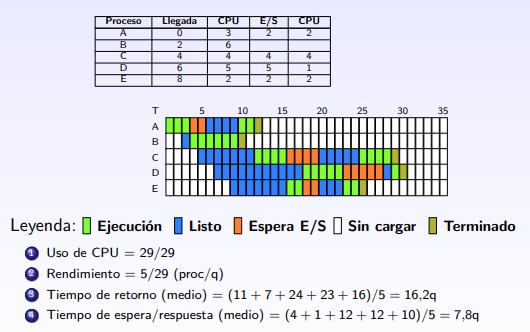 Proceso Llegada CPU E/S CPU
A 0 3 2 2
B 2 6
C 4 4 4 4
D 6 5 5 1
E 8 2 2 2
T 5 10 15 20 25 30 35
A
B
C
D
E
Leyenda: Ejecución Listo Espera E/S Sin cargar Terminado
1 Uso de CPU = 29/29
2 Rendimiento = 5/29 (proc/q)
3 Tiempo de retorno (medio) = (11 + 7 + 24 + 23 + 16)/5 = 16,2q
4 Tiempo de espera/respuesta (medio) = (4 + 1 + 12 + 12 + 10)/5 = 7,8q